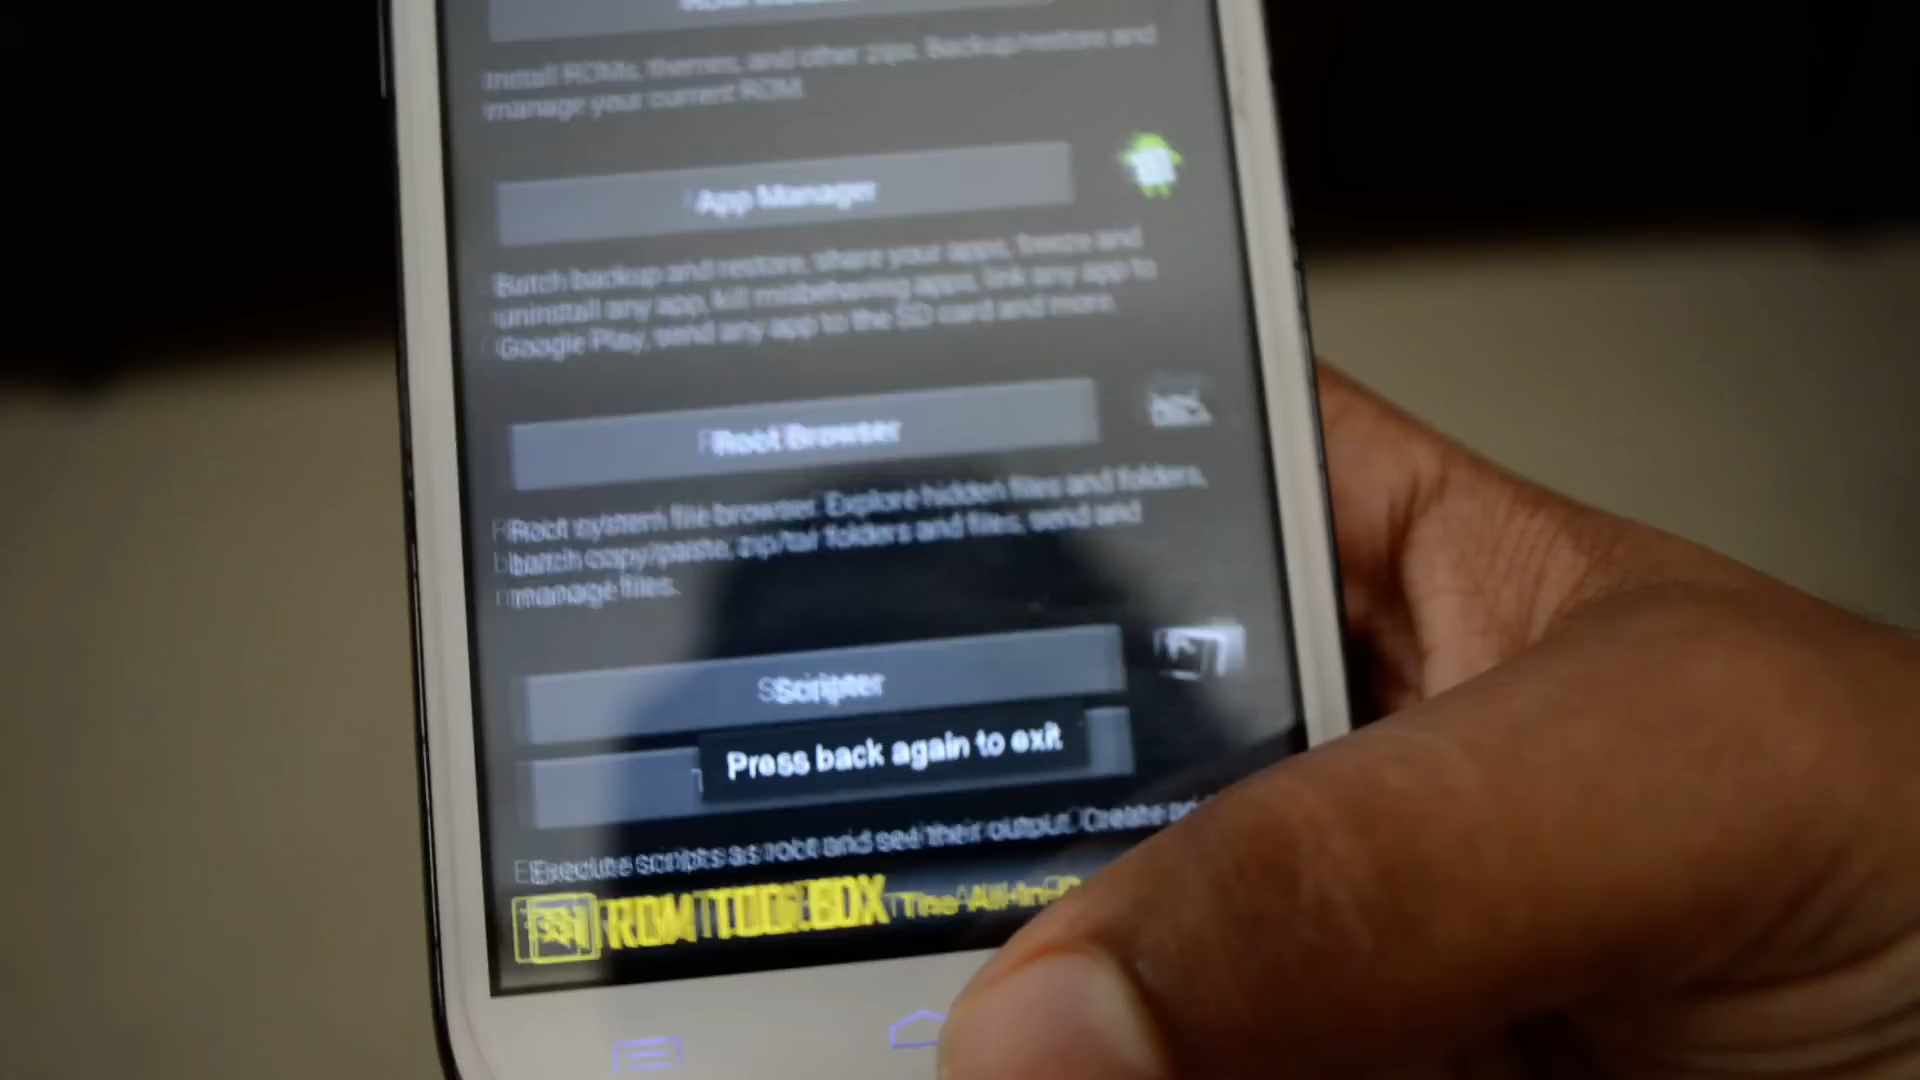 Install ROMs, themes, and other zips. Backup/restore and
manage your current ROM.
App Manager
Batch backup and restore, share your apps, freeze and
uninstall any app, kill misbehaving apps, link any app to
Google Play, send any app to the SD card and more.
Root Browser
Root system file browser. Explore hidden files and folders,
batch copy/paste, zip/tar folders and files, send and
manage files.
Scripter
Press back again to exit
Execute scripts as root and see their output. Create
ROM TOOLBOX The All-In